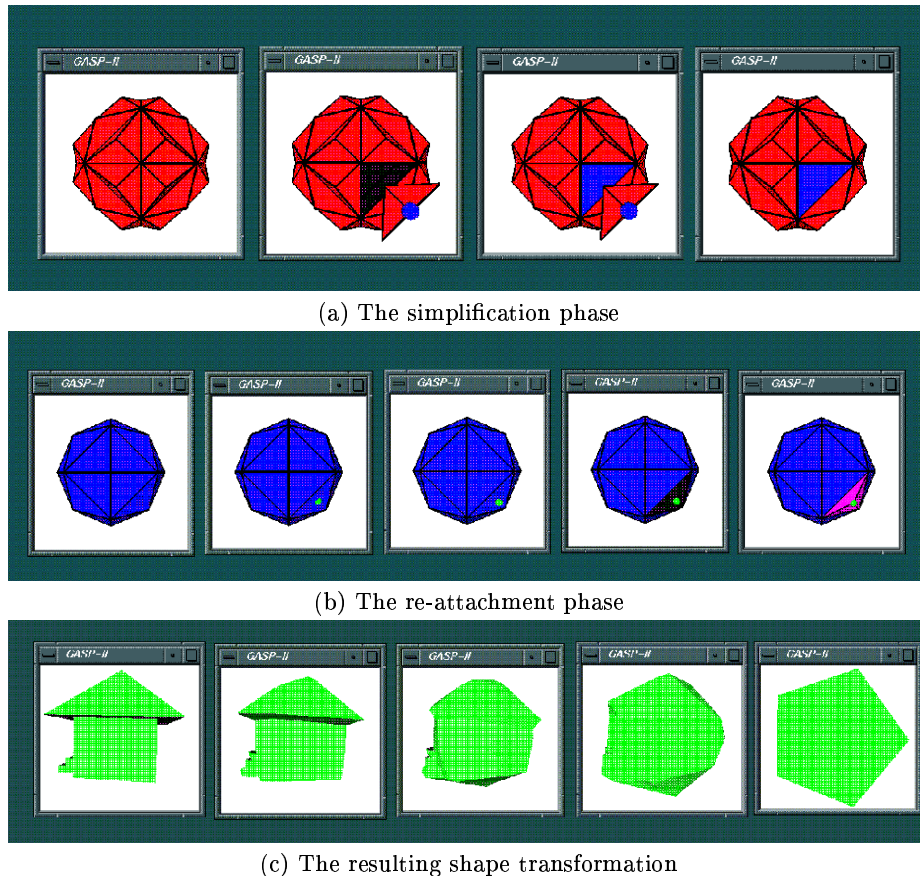 GASP-II
GASP-II
GASP-II
GASP-II
(a) The simplification phase
GASP-II
GASP-II
GASP-II
GASP-II
GASP-II
(b) The re-attachment phase
GASP-II
GASP-II
GASP-II
GASP-II
GASP-II
(c) The resulting shape transformation